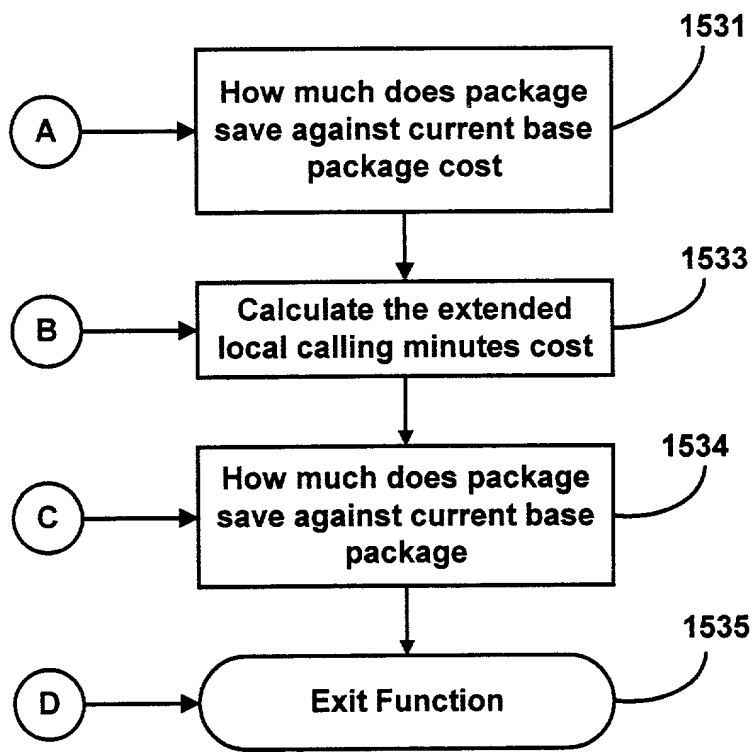 1531
How much does package
save against current base
package cost
A
1533
Calculate the extended
local calling minutes cost
B
1534
How much does package
save against current base
package
C
1535
Exit Function
D